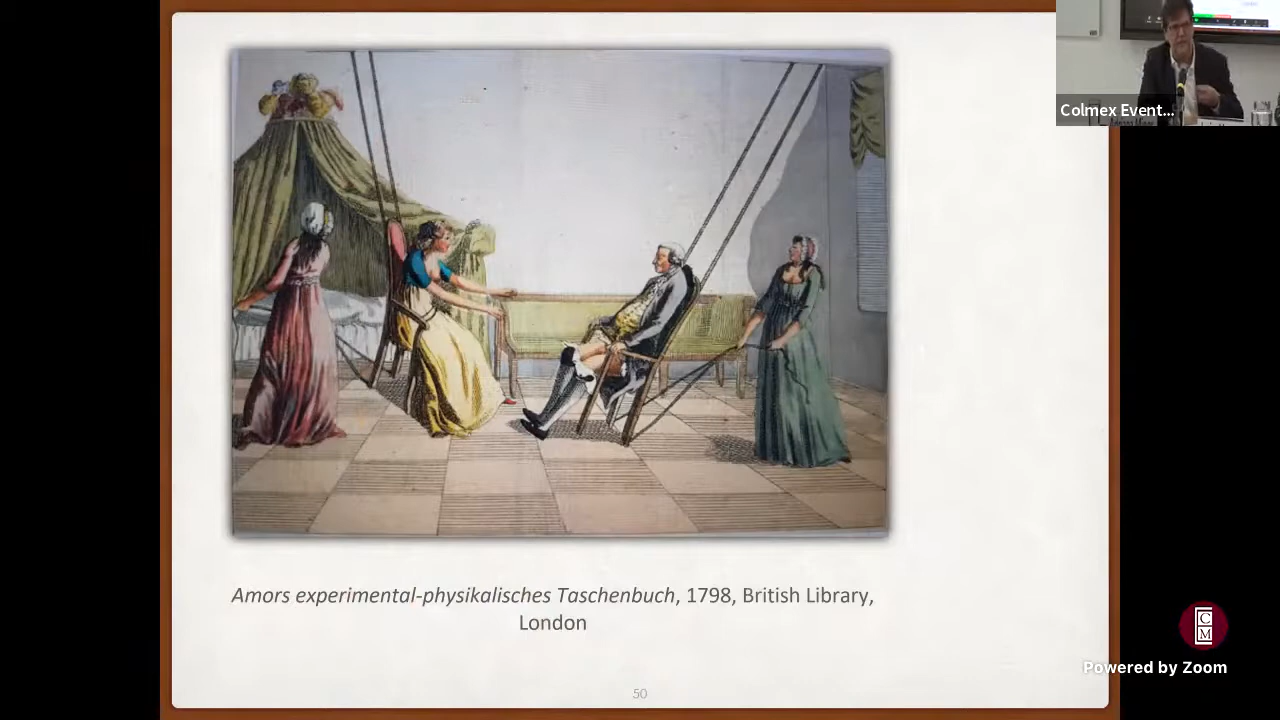 Colmex Event...
Amors experimental-physikalisches Taschenbuch, 1798, British Library,
London
C
M
Powered by Zoom
50